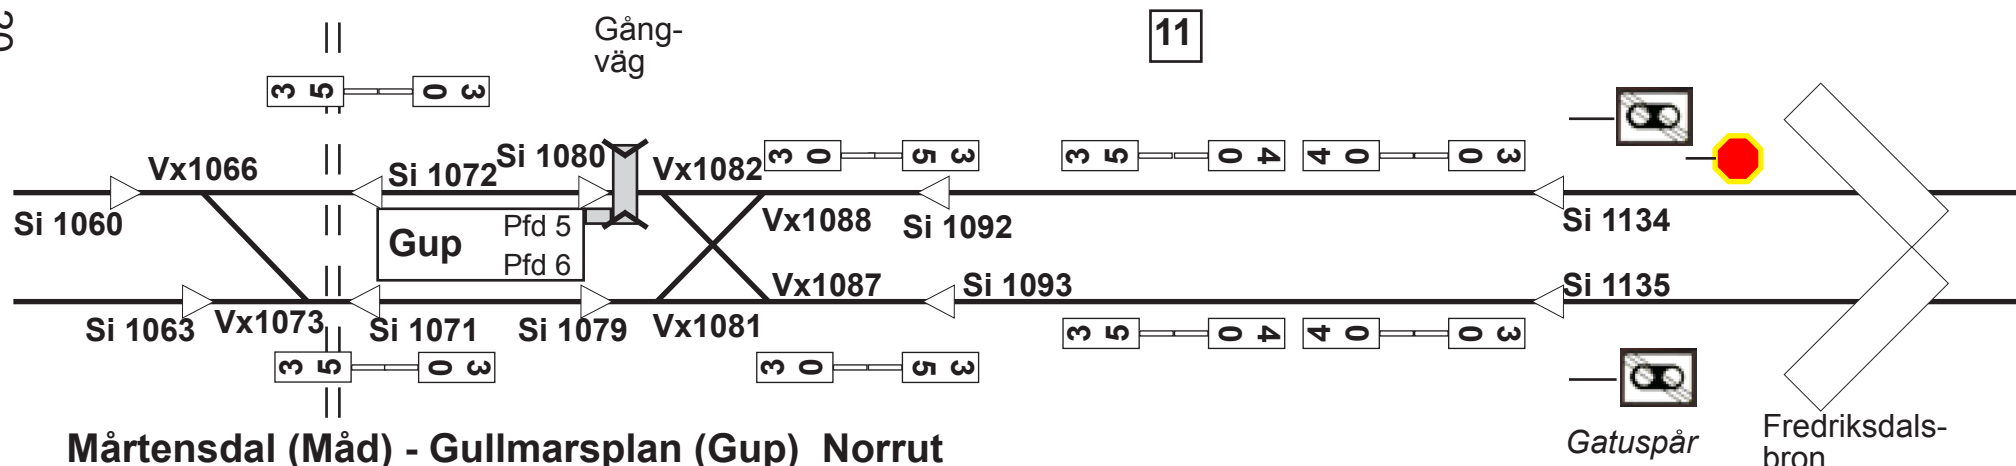 Gång-
väg
11
3 5 0 3
Si 1080
3 0 5 3
3 5 0 4
4 0 0 3
Vx1066
Si 1072
Vx1082
Si 1060
Vx1088
Si 1092
Si 1134
Gup
Pfd 5
Pfd 6
Vx1087
Si 1093
Si 1135
Si 1063
Vx1073
Si 1071
Si 1079
Vx1081
3 5 0 4
4 0 0 3
3 5 0 3
3 0 5 3
Mårtensdal (Måd) - Gullmarsplan (Gup) Norrut
Gatuspår
Fredriksdals-
bron